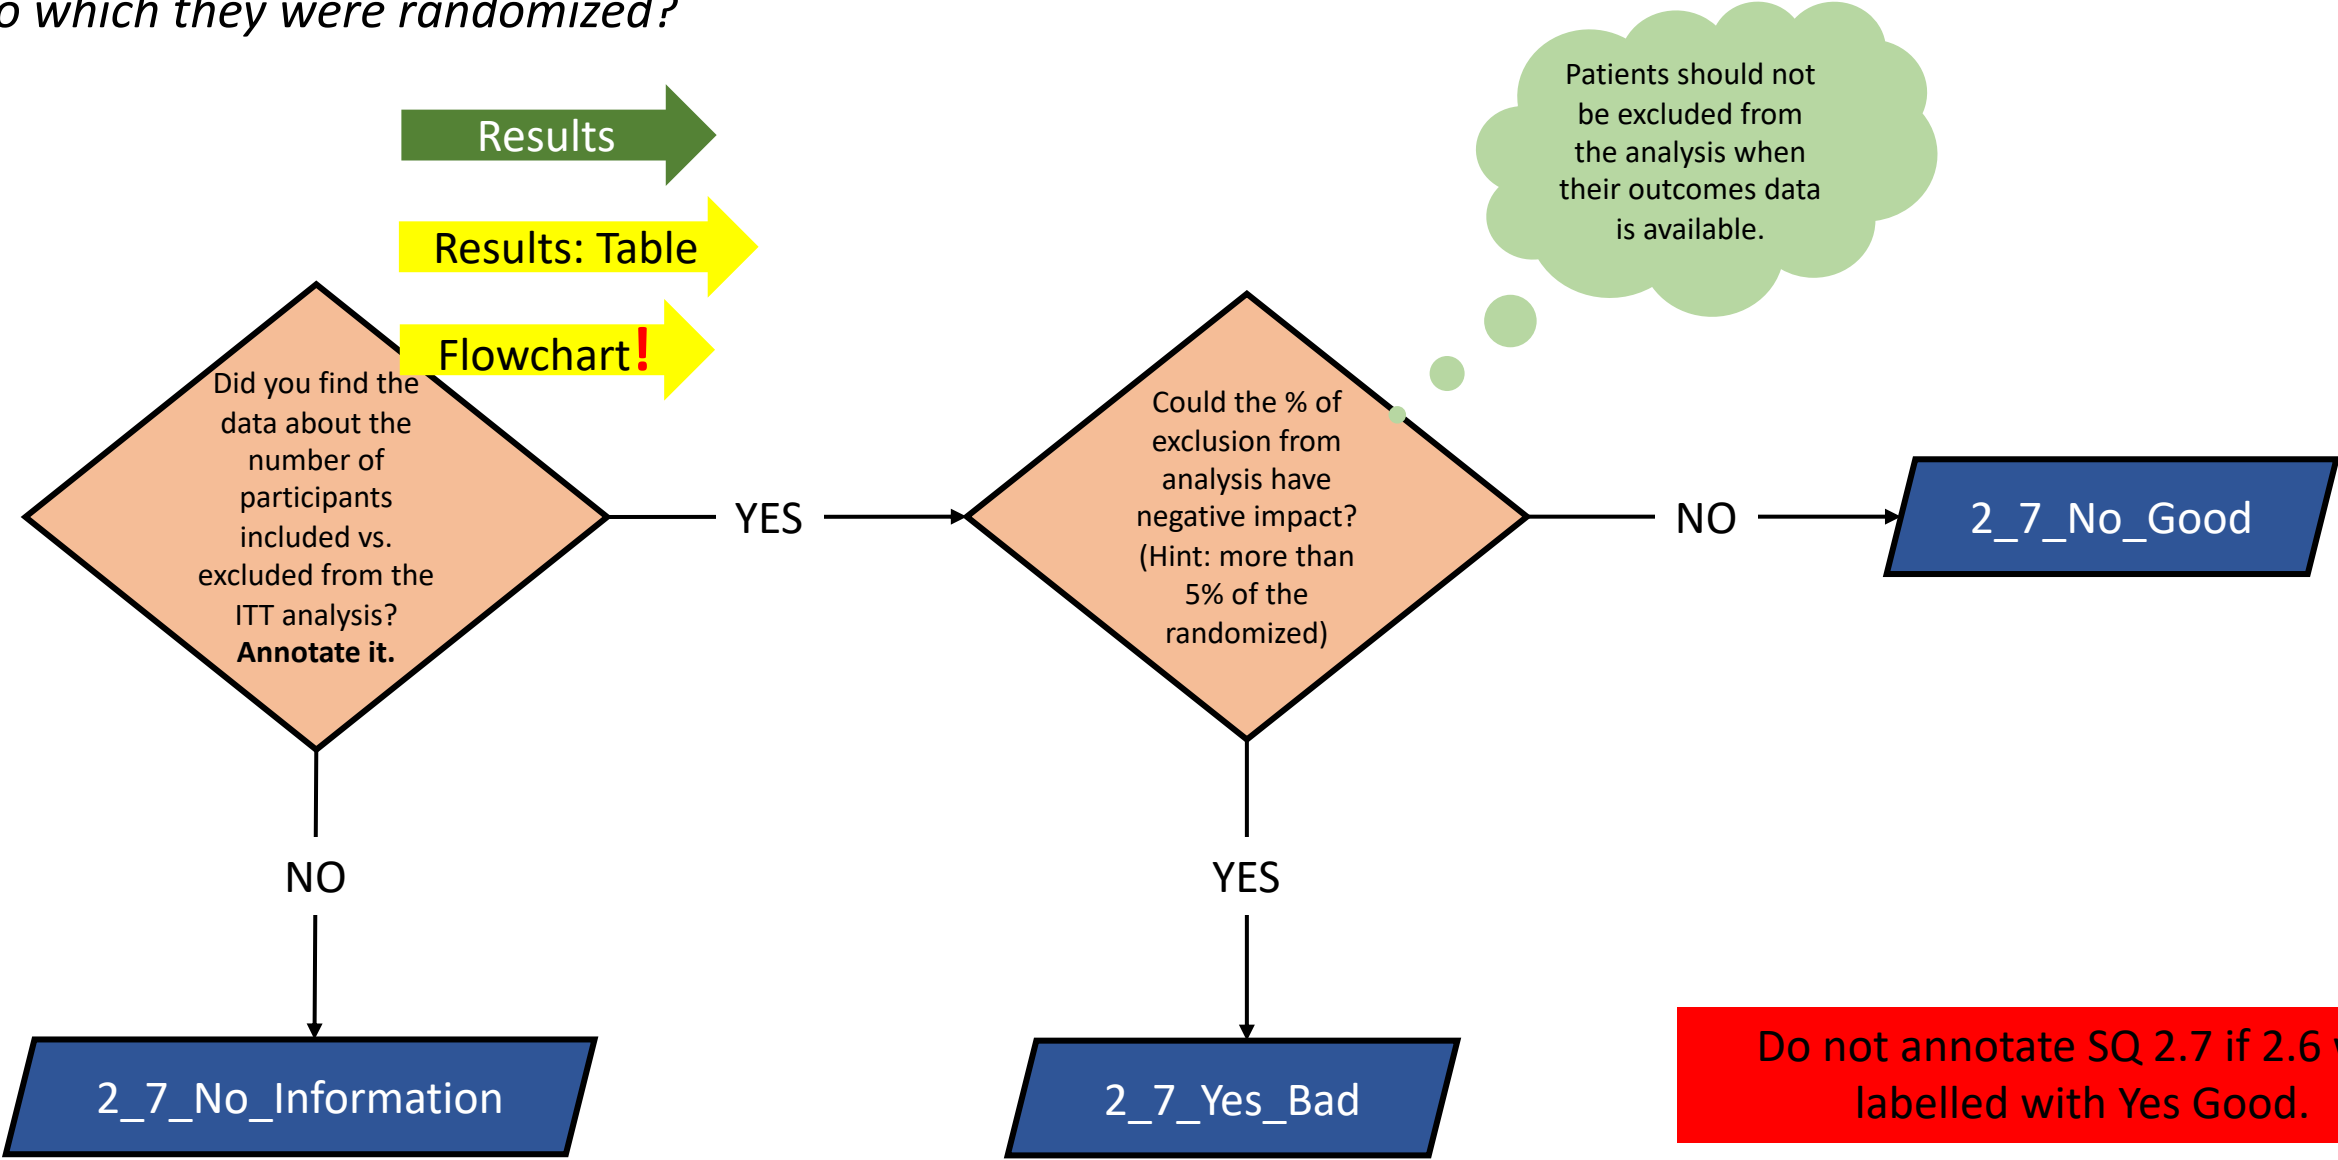 which they were randomized?
Results
Results: Table
Flowchart!
Did you find the
data about the
number of
participants
included vs.
excluded from the
ITT analysis?
Annotate it.
YES
Could the % of
exclusion from
analysis have
negative impact?
(Hint: more than
5% of the
randomized)
Patients should not
be excluded from
the analysis when
their outcomes data
is available.
NO
2_7_No_Good
NO
YES
2_7_No_Information
2_7_Yes_Bad
Do not annotate SQ 2.7 if 2.6
labelled with Yes Good.